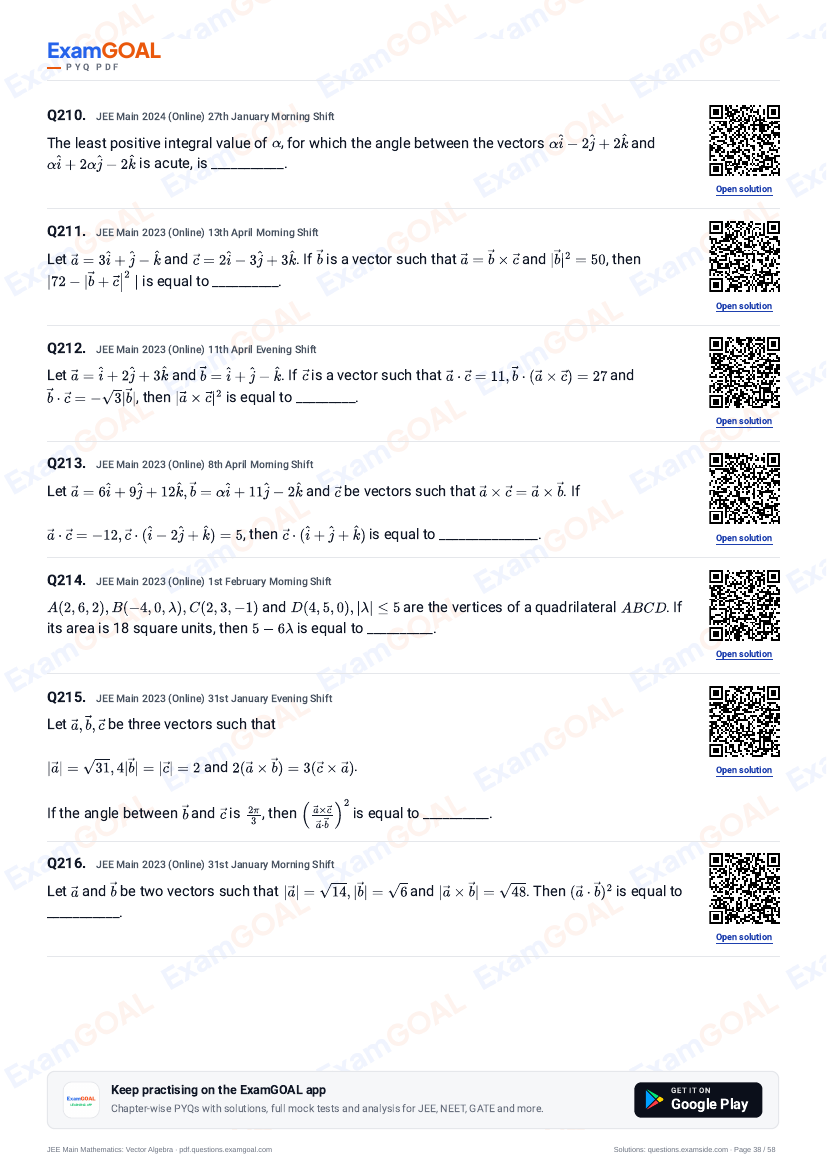 ExamGOAL
PYQ PDF
Q210. JEE Main 2024 (Online) 27th January Morning Shift
The least positive integral value of α, for which the angle between the vectors αî − 2ĵ + 2k̂ and
αî + 2αĵ − 2k̂ is acute, is ___________.
Open solution
Q211. JEE Main 2023 (Online) 13th April Morning Shift
Let a⃗ = 3î + ĵ − k̂ and c⃗ = 2î − 3ĵ + 3k̂. If b⃗ is a vector such that a⃗ = b⃗ × c⃗ and |b⃗|² = 50, then
|72 − |b⃗ + c⃗|² | is equal to __________.
Open solution
Q212. JEE Main 2023 (Online) 11th April Evening Shift
Let a⃗ = î + 2ĵ + 3k̂ and b⃗ = î + ĵ − k̂. If c⃗ is a vector such that a⃗ · c⃗ = 11, b⃗ · (a⃗ × c⃗) = 27 and
b⃗ · c⃗ = −√3|b⃗|, then |a⃗ × c⃗|² is equal to _________.
Open solution
Q213. JEE Main 2023 (Online) 8th April Morning Shift
Let a⃗ = 6î + 9ĵ + 12k̂, b⃗ = αî + 11ĵ − 2k̂ and c⃗ be vectors such that a⃗ × c⃗ = a⃗ × b⃗. If
a⃗ · c⃗ = −12, c⃗ · (î − 2ĵ + k̂) = 5, then c⃗ · (î + ĵ + k̂) is equal to _______________.
Open solution
Q214. JEE Main 2023 (Online) 1st February Morning Shift
A(2, 6, 2), B(−4, 0, λ), C(2, 3, −1) and D(4, 5, 0), |λ| ≤ 5 are the vertices of a quadrilateral ABCD. If
its area is 18 square units, then 5 − 6λ is equal to __________.
Open solution
Q215. JEE Main 2023 (Online) 31st January Evening Shift
Let a⃗, b⃗, c⃗ be three vectors such that
|a⃗| = √31, 4|b⃗| = |c⃗| = 2 and 2(a⃗ × b⃗) = 3(c⃗ × a⃗).
If the angle between b⃗ and c⃗ is 2π/3, then (a⃗×c⃗/a⃗·b⃗)² is equal to __________.
Open solution
Q216. JEE Main 2023 (Online) 31st January Morning Shift
Let a⃗ and b⃗ be two vectors such that |a⃗| = √14, |b⃗| = √6 and |a⃗ × b⃗| = √48. Then (a⃗ · b⃗)² is equal to
___________.
Open solution
Keep practising on the ExamGOAL app
Chapter-wise PYQs with solutions, full mock tests and analysis for JEE, NEET, GATE and more.
GET IT ON
Google Play
JEE Main Mathematics: Vector Algebra · pdf.questions.examgoal.com
Solutions: questions.examside.com · Page 38 / 58